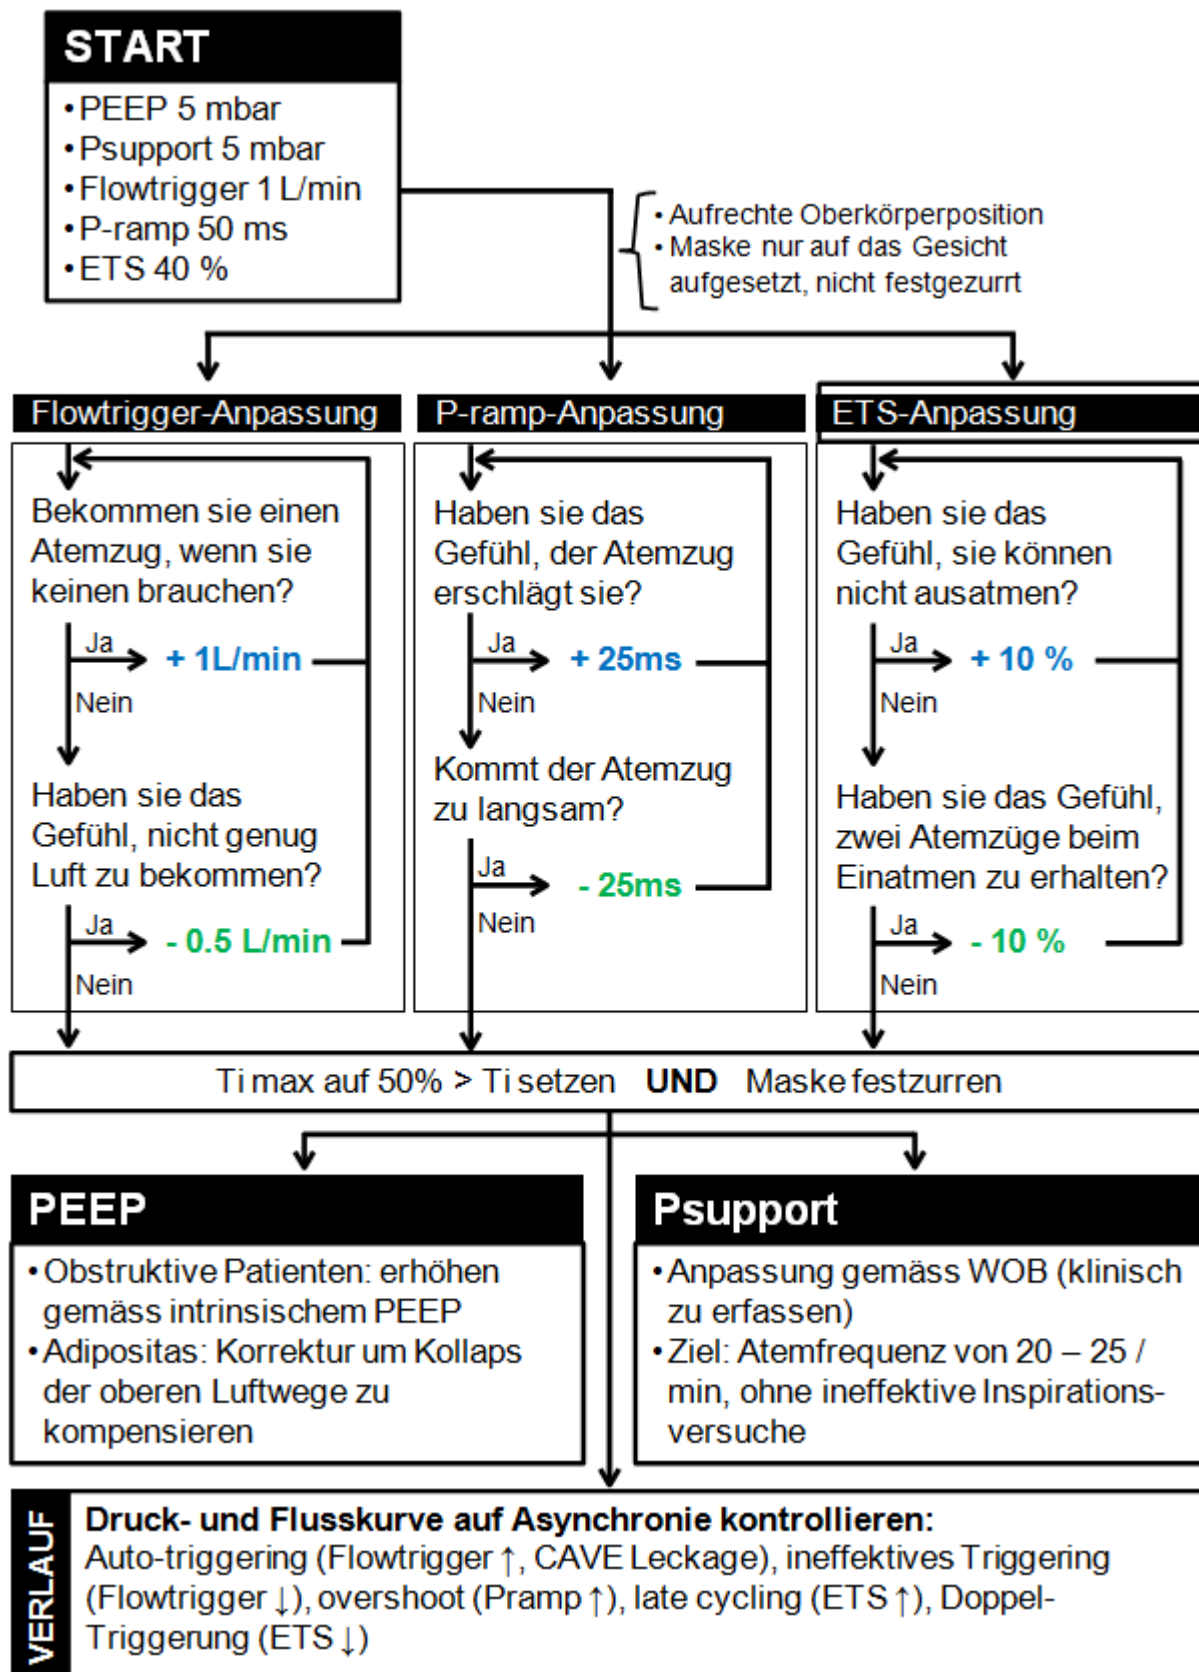 START
• PEEP 5 mbar
• Psupport 5 mbar
• Flowtrigger 1 L/min
• P-ramp 50 ms
• ETS 40 %
• Aufrechte Oberkörperposition
• Maske nur auf das Gesicht
aufgesetzt, nicht festgezurrt
Flowtrigger-Anpassung
Bekommen sie einen
Atemzug, wenn sie
keinen brauchen?
Ja
+ 1L/min
Nein
Haben sie das
Gefühl, nicht genug
Luft zu bekommen?
Ja
- 0.5 L/min
Nein
P-ramp-Anpassung
Haben sie das
Gefühl, der Atemzug
erschlägt sie?
Ja
+ 25ms
Nein
Kommt der Atemzug
zu langsam?
Ja
- 25ms
Nein
ETS-Anpassung
Haben sie das
Gefühl, sie können
nicht ausatmen?
Ja
+ 10 %
Nein
Haben sie das Gefühl,
zwei Atemzüge beim
Einatmen zu erhalten?
Ja
- 10 %
Nein
Ti max auf 50% > Ti setzen UND Maske festzurren
PEEP
• Obstruktive Patienten: erhöhen
gemäss intrinsischem PEEP
• Adipositas: Korrektur um Kollaps
der oberen Luftwege zu
kompensieren
Psupport
• Anpassung gemäss WOB (klinisch
zu erfassen)
• Ziel: Atemfrequenz von 20 – 25 /
min, ohne ineffektive Inspirations-
versuche
VERLAUF
Druck- und Flusskurve auf Asynchronie kontrollieren:
Auto-triggering (Flowtrigger ↑, CAVE Leckage), ineffektives Triggering
(Flowtrigger ↓), overshoot (Pramp ↑), late cycling (ETS ↑), Doppel-
Triggerung (ETS ↓)